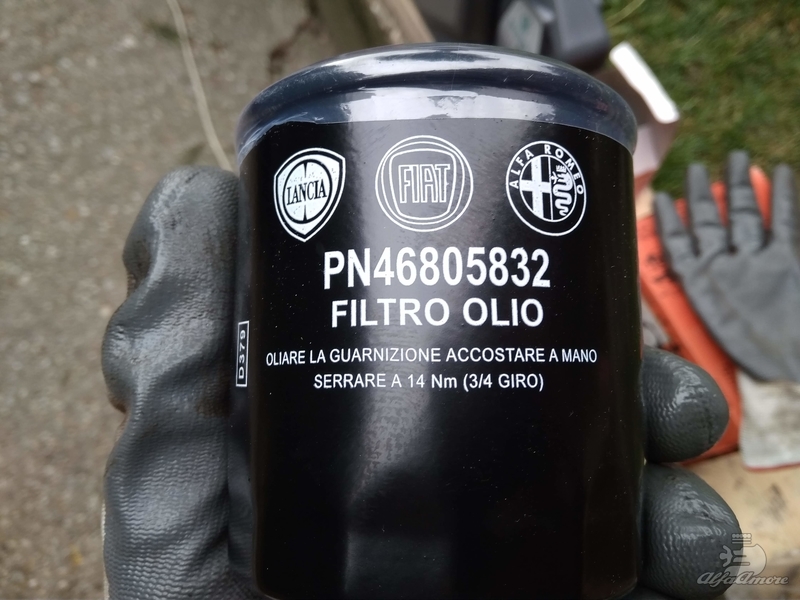 LANCIA
FIAT
ALFA ROMEO
PN46805832
FILTRO OLIO
D379
OLIARE LA GUARNIZIONE ACCOSTARE A MANO
SERRARE A 14 Nm (3/4 GIRO)
AlfaAmore